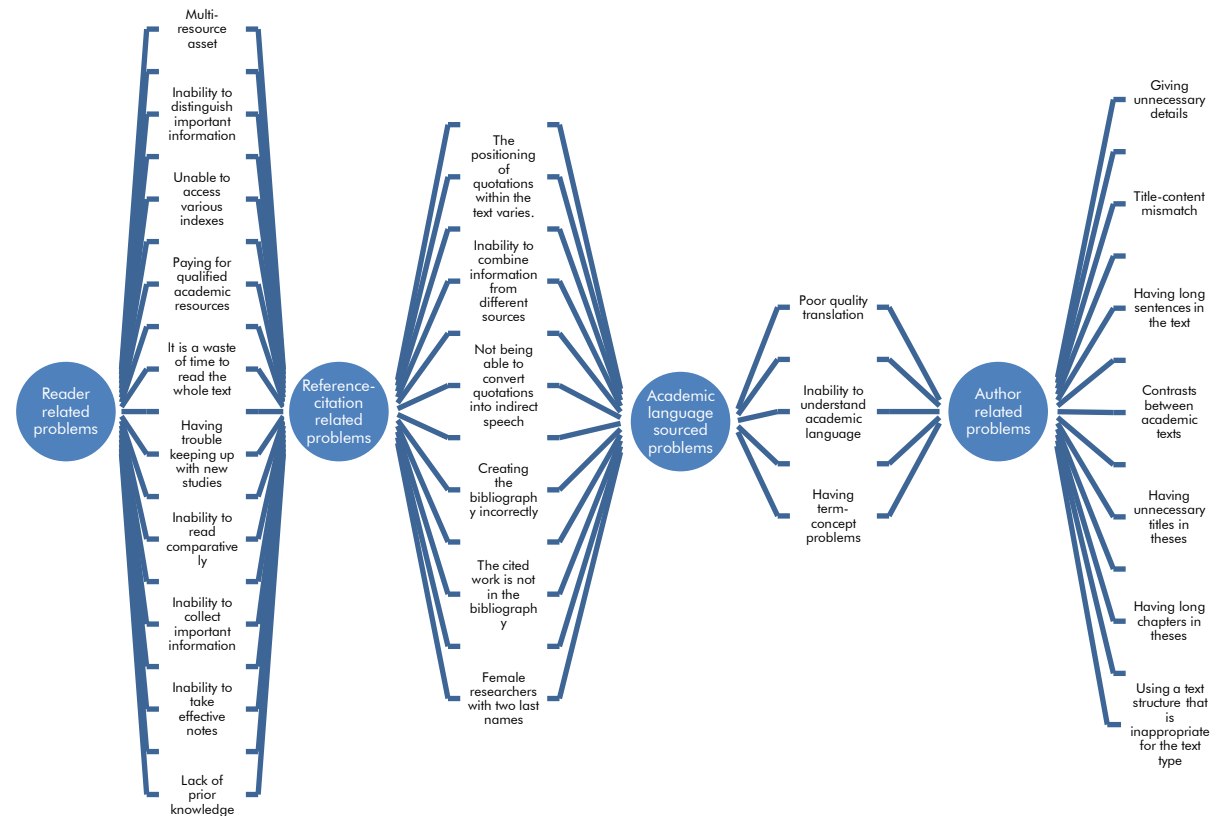 Reader
related
problems
Multi-
resource
asset
Inability to
distinguish
important
information
Unable to
access
various
indexes
Paying for
qualified
academic
resources
It is a waste
of time to
read the
whole text
Having
trouble
keeping up
with new
studies
Inability to
read
comparative
ly
Inability to
collect
important
information
Inability to
take
effective
notes
Lack of
prior
knowledge
Reference-
citation
related
problems
The
positioning
of
quotations
within the
text varies.
Inability to
combine
information
from
different
sources
Not being
able to
convert
quotations
into indirect
speech
Creating
the
bibliograph
y incorrectly
The cited
work is not
in the
bibliograph
y
Female
researchers
with two last
names
Academic
language
sourced
problems
Poor quality
translation
Inability to
understand
academic
language
Having
term-
concept
problems
Author
related
problems
Giving
unnecessary
details
Title-content
mismatch
Having long
sentences in
the text
Contrasts
between
academic
texts
Having
unnecessary
titles in
theses
Having long
chapters in
theses
Using a text
structure that
is
inappropriate
for the text
type